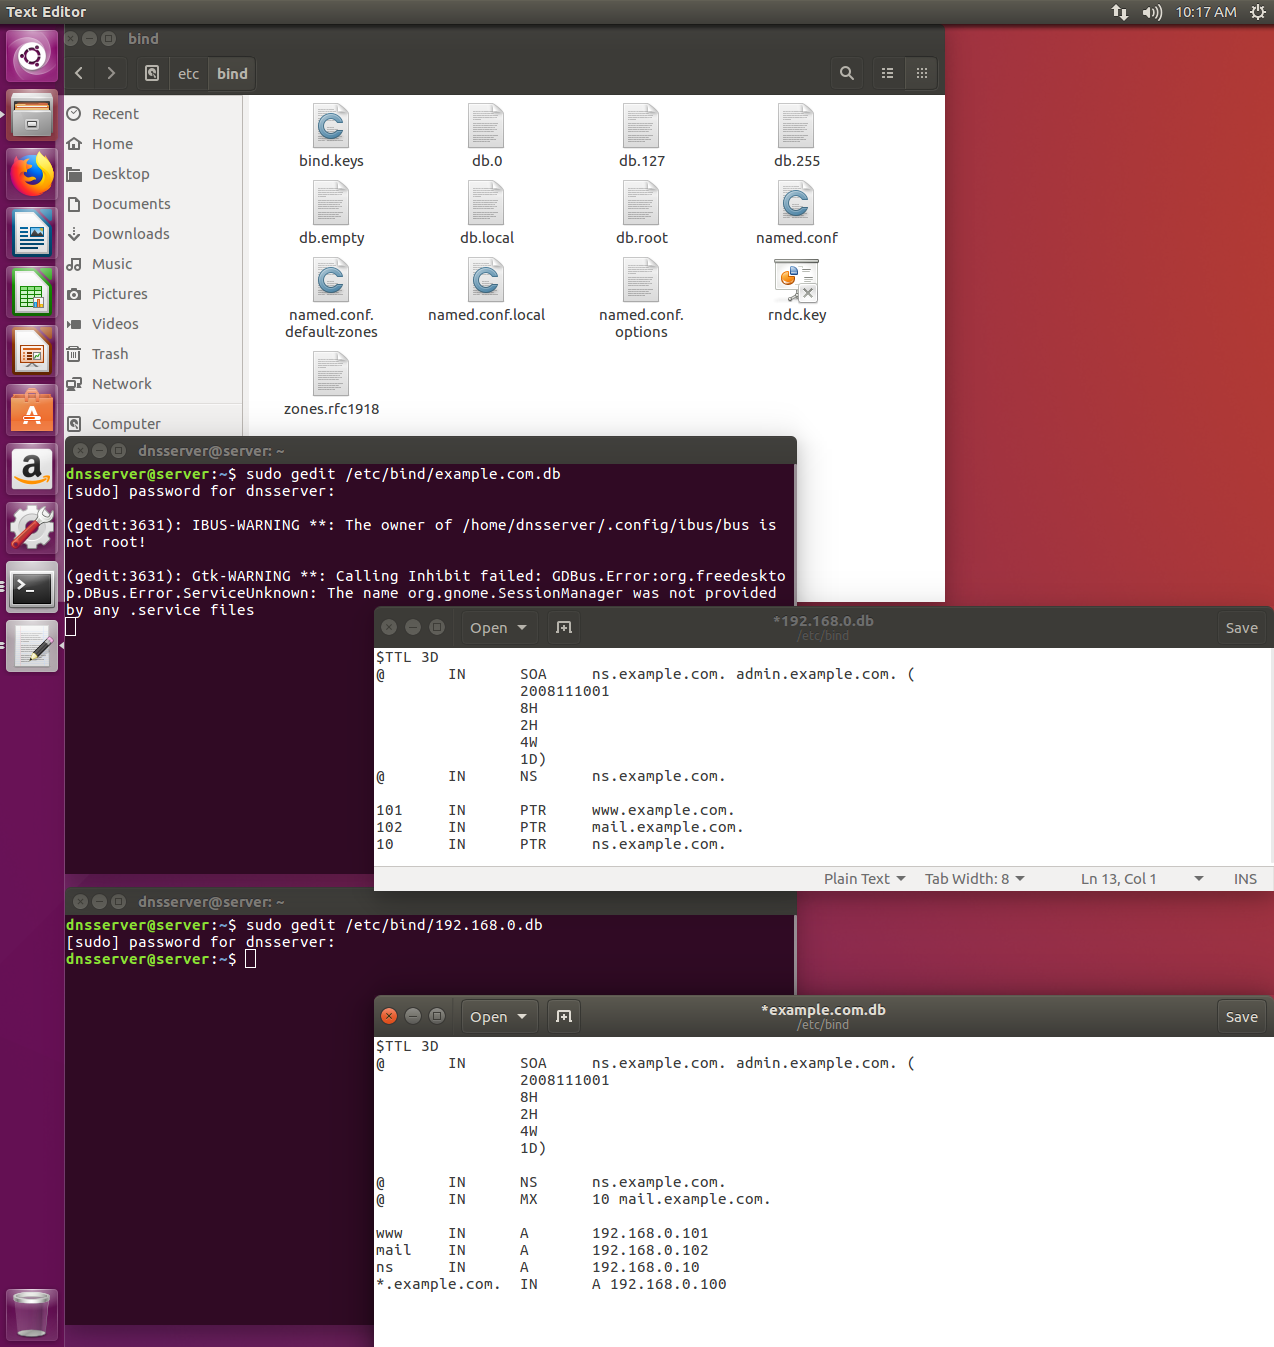 Text Editor
10:17 AM
bind
etc
bind
Recent
Home
Desktop
Documents
Downloads
Music
Pictures
Videos
Trash
Network
Computer
bind.keys
db.0
db.127
db.255
db.empty
db.local
db.root
named.conf
named.conf.
default-zones
named.conf.local
named.conf.
options
rndc.key
zones.rfc1918
dnsserver@server: ~
dnsserver@server:~$ sudo gedit /etc/bind/example.com.db
[sudo] password for dnsserver:
(gedit:3631): IBUS-WARNING **: The owner of /home/dnsserver/.config/ibus/bus is
not root!
(gedit:3631): Gtk-WARNING **: Calling Inhibit failed: GDBus.Error:org.freedeskto
p.DBus.Error.ServiceUnknown: The name org.gnome.SessionManager was not provided
by any .service files
Open
*192.168.0.db
/etc/bind
Save
$TTL 3D
@ IN SOA ns.example.com. admin.example.com. (
2008111001
8H
2H
4W
1D)
@ IN NS ns.example.com.
101 IN PTR www.example.com.
102 IN PTR mail.example.com.
10 IN PTR ns.example.com.
Plain Text Tab Width: 8 Ln 13, Col 1 INS
dnsserver@server: ~
dnsserver@server:~$ sudo gedit /etc/bind/192.168.0.db
[sudo] password for dnsserver:
dnsserver@server:~$
Open
*example.com.db
/etc/bind
Save
$TTL 3D
@ IN SOA ns.example.com. admin.example.com. (
2008111001
8H
2H
4W
1D)
@ IN NS ns.example.com.
@ IN MX 10 mail.example.com.
www IN A 192.168.0.101
mail IN A 192.168.0.102
ns IN A 192.168.0.10
*.example.com. IN A 192.168.0.100